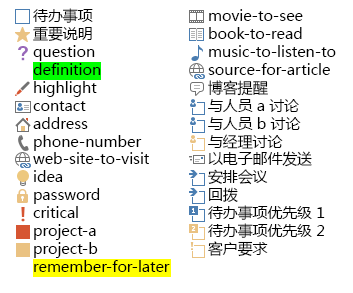 待办事项
重要说明
question
definition
highlight
contact
address
phone-number
web-site-to-visit
idea
password
critical
project-a
project-b
remember-for-later
movie-to-see
book-to-read
music-to-listen-to
source-for-article
博客提醒
与人员 a 讨论
与人员 b 讨论
与经理讨论
以电子邮件发送
安排会议
回拨
待办事项优先级 1
待办事项优先级 2
客户要求